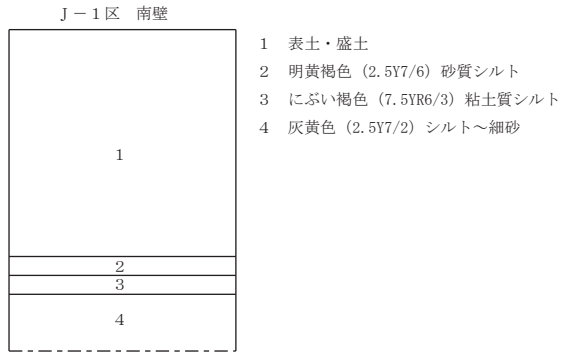 Ｊ－１区　南壁
１　表土・盛土
２　明黄褐色（2.5Y7/6）砂質シルト
３　にぶい褐色（7.5YR6/3）粘土質シルト
４　灰黄色（2.5Y7/2）シルト～細砂
1
2
3
4